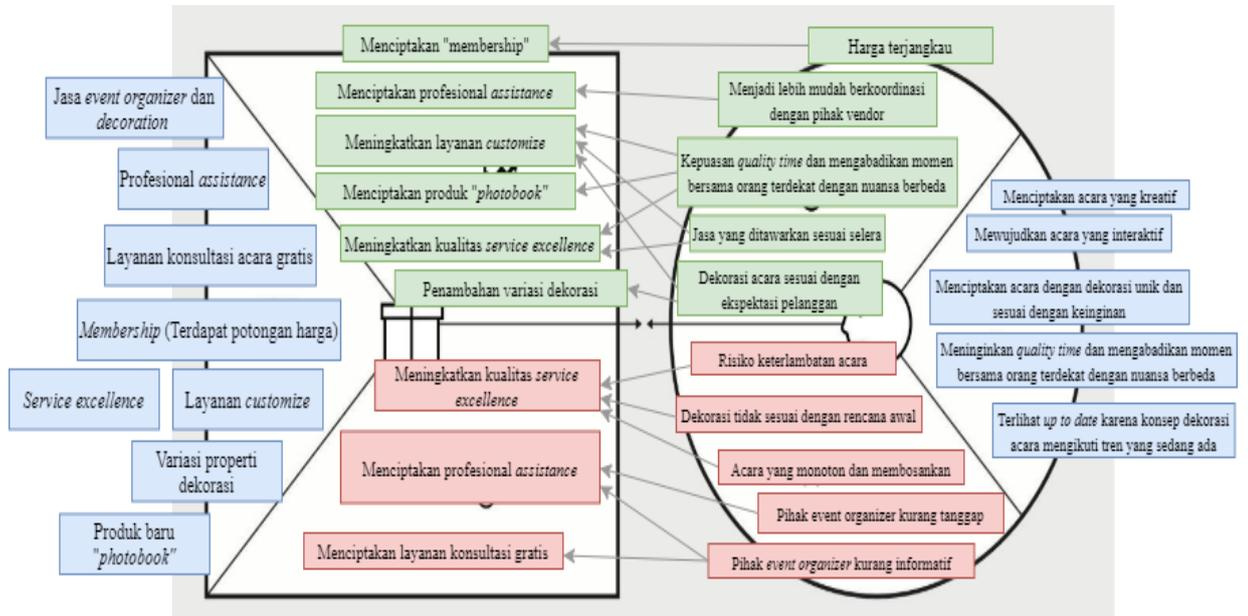 Jasa event organizer dan
decoration
Profesional assistance
Layanan konsultasi acara gratis
Membership (Terdapat potongan harga)
Service excellence
Layanan customize
Variasi properti
dekorasi
Produk baru
"photobook"
Menciptakan "membership"
Menciptakan profesional assistance
Meningkatkan layanan customize
Menciptakan produk "photobook"
Meningkatkan kualitas service excellence
Penambahan variasi dekorasi
Meningkatkan kualitas service
excellence
Menciptakan profesional assistance
Menciptakan layanan konsultasi gratis
Harga terjangkau
Menjadi lebih mudah berkoordinasi
dengan pihak vendor
Kepuasan quality time dan mengabadikan momen
bersama orang terdekat dengan nuansa berbeda
Jasa yang ditawarkan sesuai selera
Dekorasi acara sesuai dengan
ekspektasi pelanggan
Risiko keterlambatan acara
Dekorasi tidak sesuai dengan rencana awal
Acara yang monoton dan membosankan
Pihak event organizer kurang tanggap
Pihak event organizer kurang informatif
Menciptakan acara yang kreatif
Mewujudkan acara yang interaktif
Menciptakan acara dengan dekorasi unik dan
sesuai dengan keinginan
Meninginkan quality time dan mengabadikan momen
bersama orang terdekat dengan nuansa berbeda
Terlihat up to date karena konsep dekorasi
acara mengikuti tren yang sedang ada